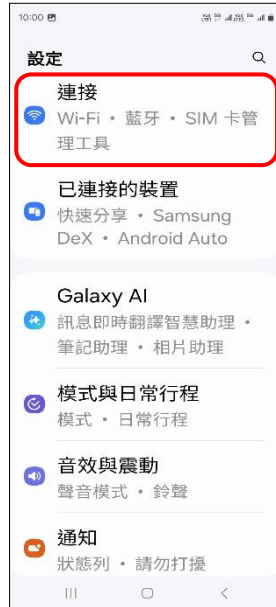 10:00
設定
連接
Wi-Fi • 藍牙 • SIM 卡管
理工具
已連接的裝置
快速分享 • Samsung
DeX • Android Auto
Galaxy AI
訊息即時翻譯智慧助理 •
筆記助理 • 相片助理
模式與日常行程
模式 • 日常行程
音效與震動
聲音模式 • 鈴聲
通知
狀態列 • 請勿打擾